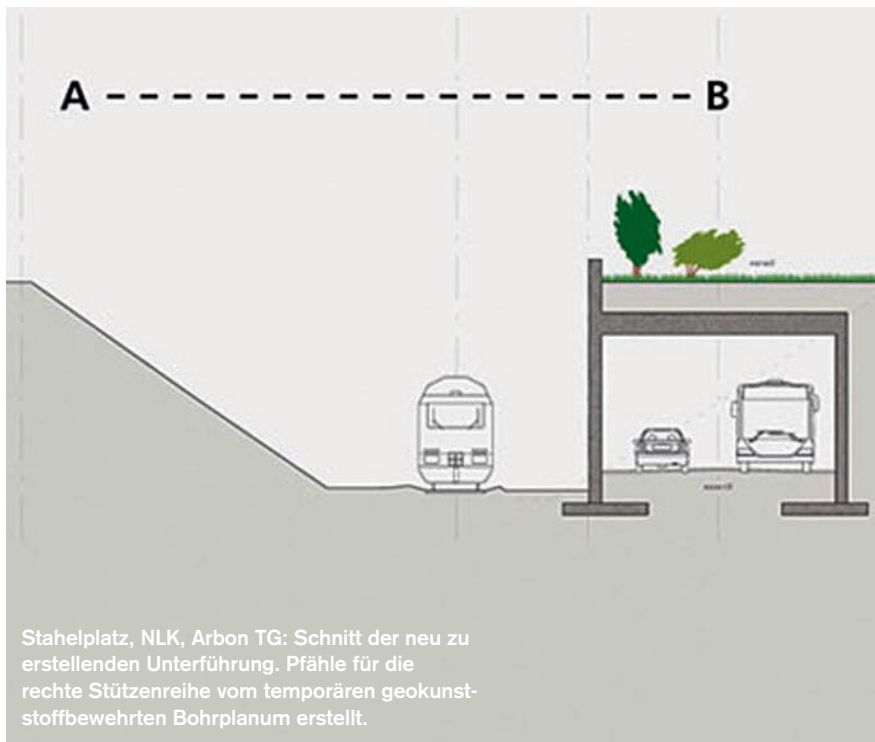 A B
Stahelplatz, NLK, Arbon TG: Schnitt der neu zu
erstellenden Unterführung. Pfähle für die
rechte Stützenreihe vom temporären geokunst-
stoffbewehrten Bohrplanum erstellt.